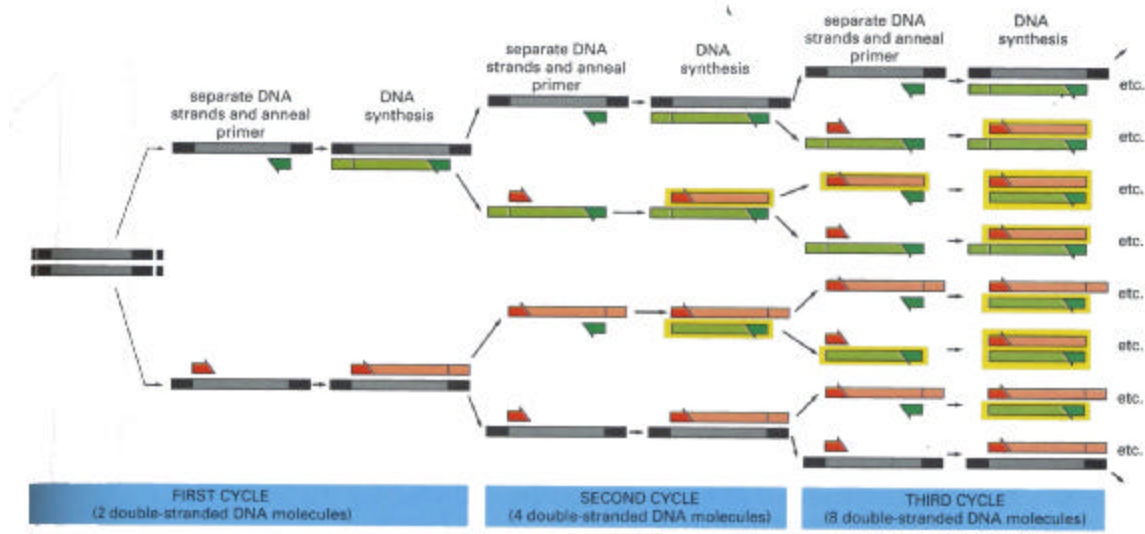 separate DNA
strands and anneal
primer
DNA
synthesis
separate DNA
strands and anneal
primer
DNA
synthesis
separate DNA
strands and anneal
primer
DNA
synthesis
etc.
etc.
etc.
etc.
etc.
etc.
etc.
etc.
FIRST CYCLE
(2 double-stranded DNA molecules)
SECOND CYCLE
(4 double-stranded DNA molecules)
THIRD CYCLE
(8 double-stranded DNA molecules)